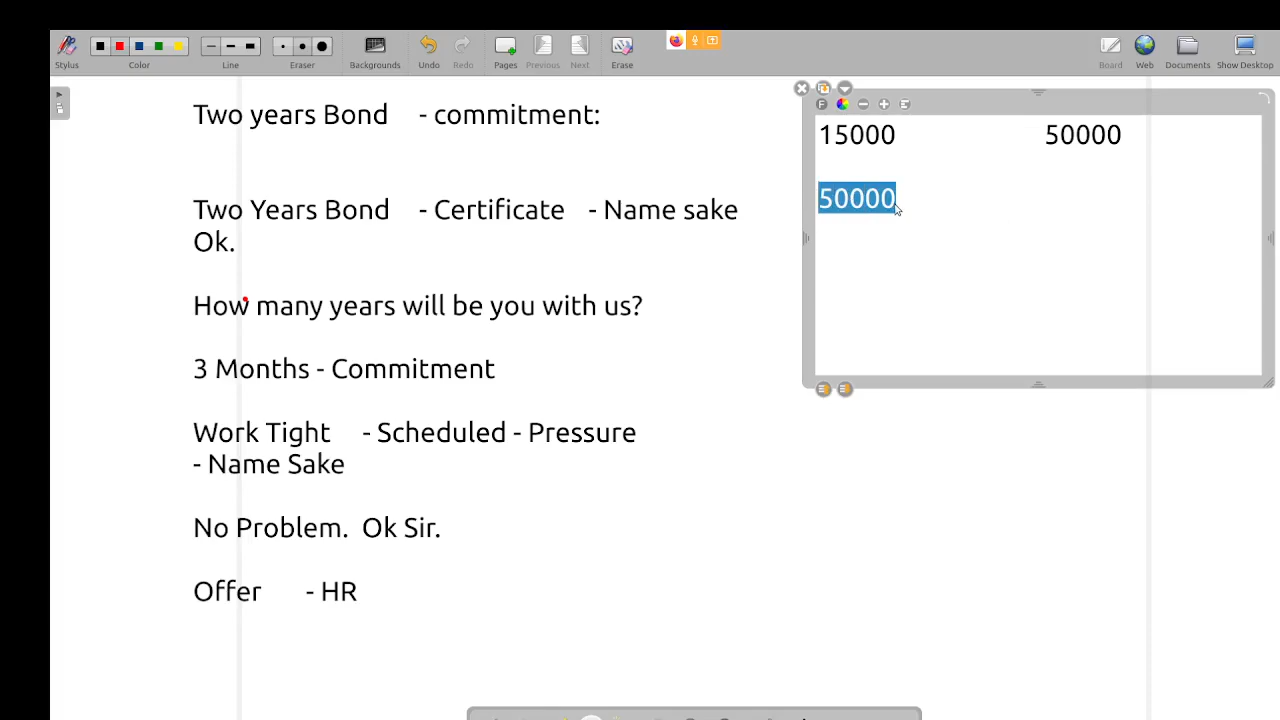 Stylus Color Line Eraser Backgrounds Undo Redo Pages Previous Next Erase Board Web Documents Show Desktop
Two years Bond - commitment:
Two Years Bond - Certificate - Name sake
Ok.
How many years will be you with us?
3 Months - Commitment
Work Tight - Scheduled - Pressure
- Name Sake
No Problem. Ok Sir.
Offer - HR
F
15000 50000
50000